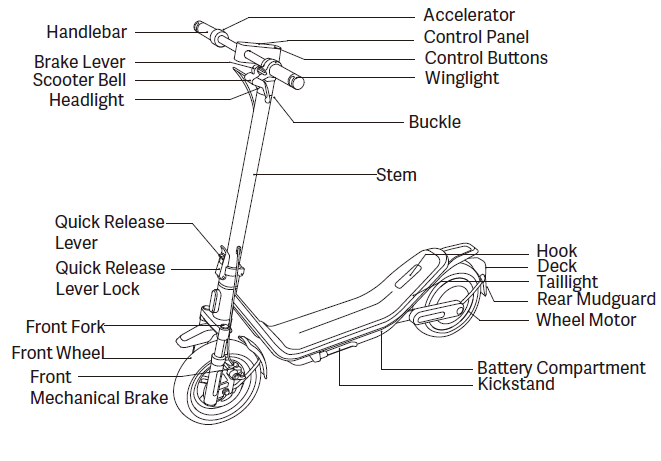 Handlebar
Brake Lever
Scooter Bell
Headlight
Accelerator
Control Panel
Control Buttons
Winglight
Buckle
Stem
Quick Release
Lever
Quick Release
Lever Lock
Front Fork
Front Wheel
Front
Mechanical Brake
Hook
Deck
Taillight
Rear Mudguard
Wheel Motor
Battery Compartment
Kickstand